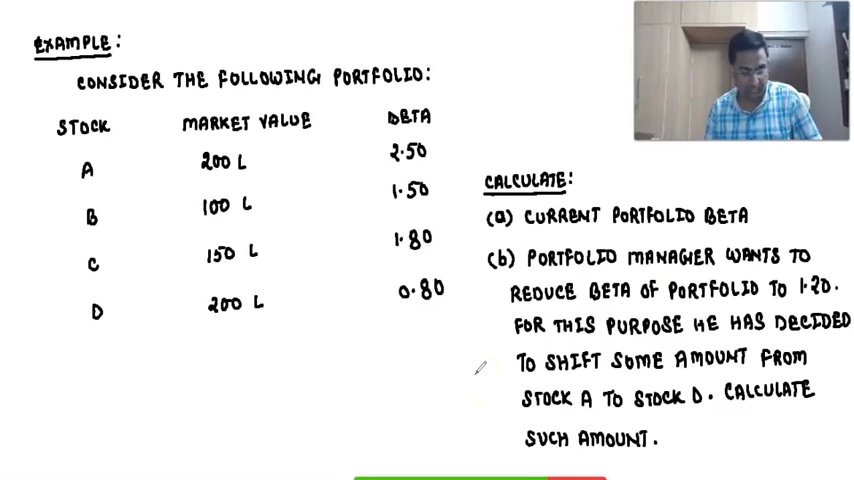 EXAMPLE:
CONSIDER THE FOLLOWING PORTFOLIO:
STOCK MARKET VALUE BETA
A 200 L 2.50
B 100 L 1.50
C 150 L 1.80
D 200 L 0.80
CALCULATE:
(a) CURRENT PORTFOLIO BETA
(b) PORTFOLIO MANAGER WANTS TO
REDUCE BETA OF PORTFOLIO TO 1.20.
FOR THIS PURPOSE HE HAS DECIDED
TO SHIFT SOME AMOUNT FROM
STOCK A TO STOCK D. CALCULATE
SUCH AMOUNT.